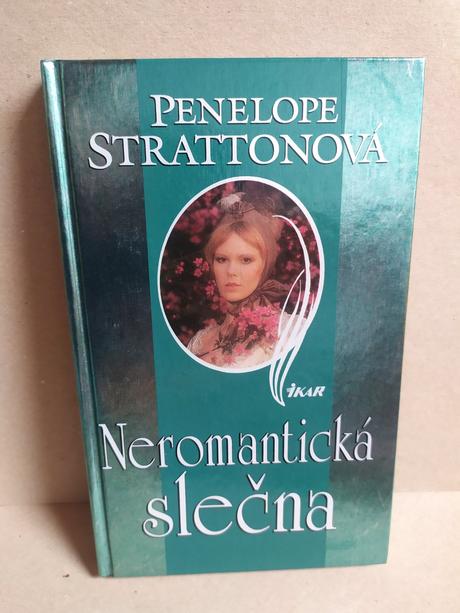 PENELOPE
STRATTONOVÁ
IKAR
Neromantická
slečna